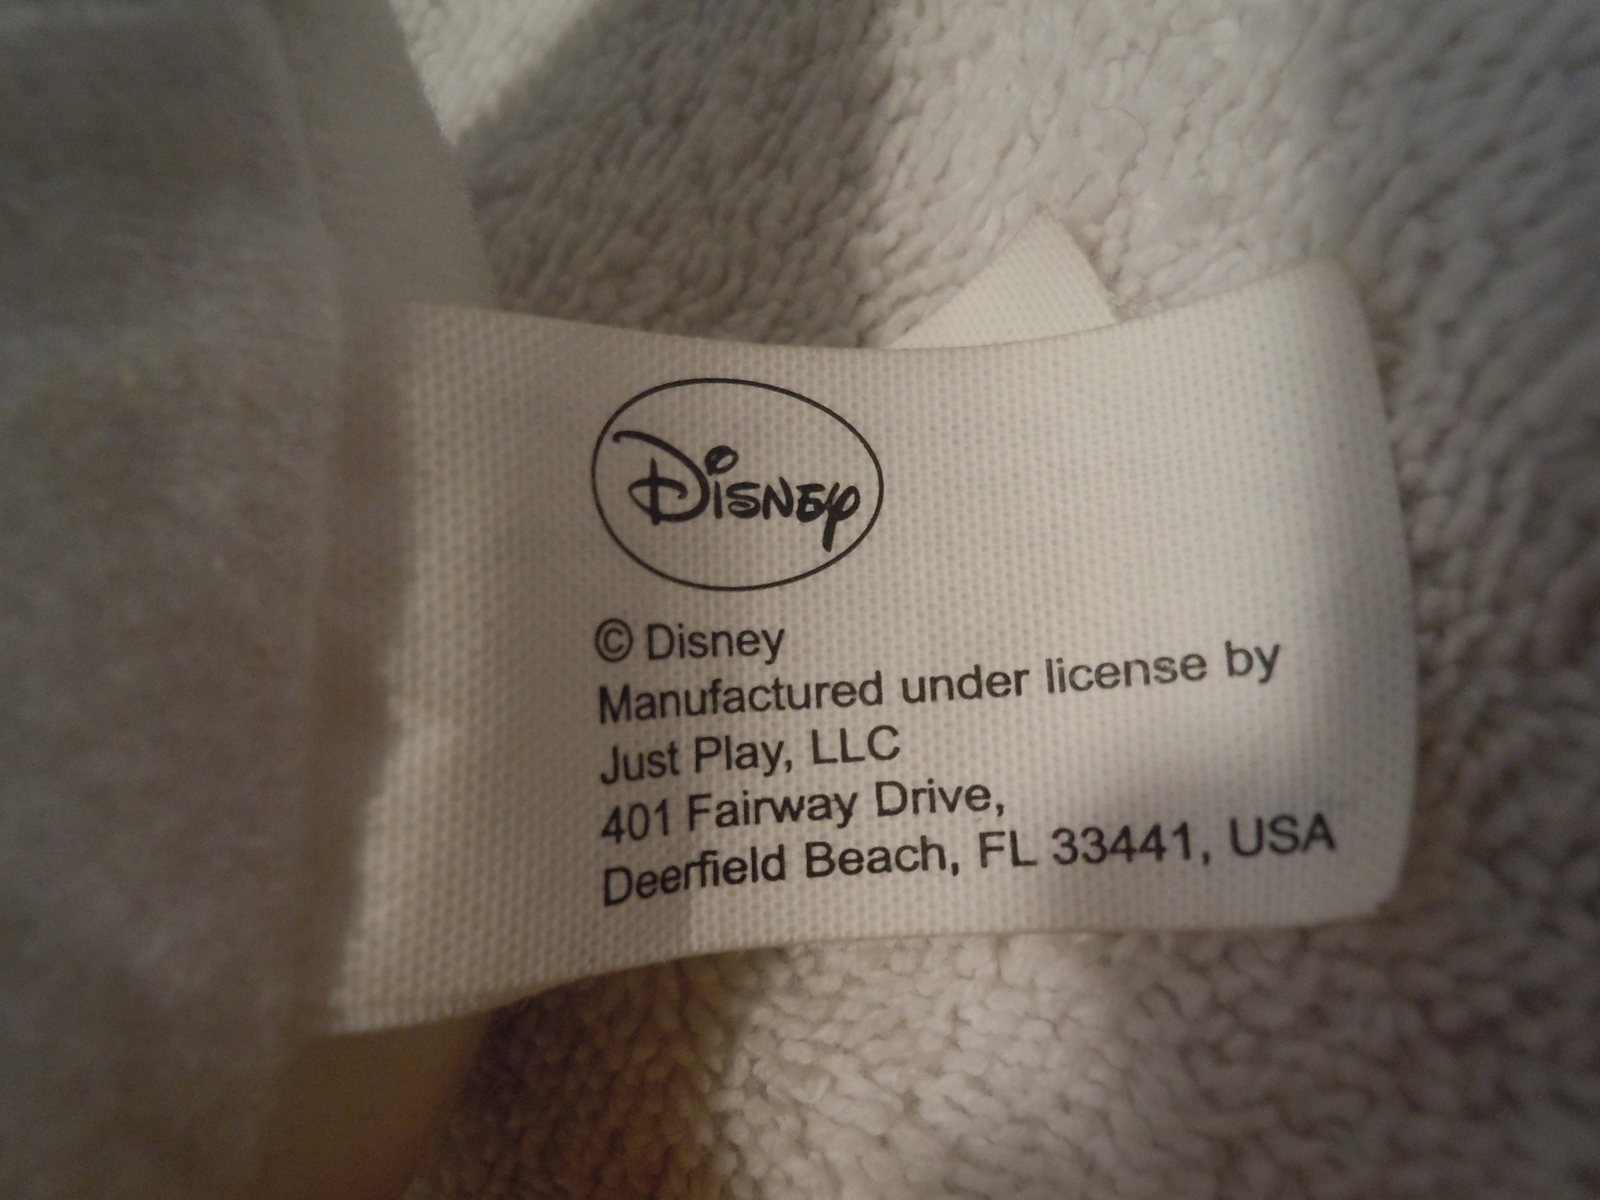 Disney
© Disney
Manufactured under license by
Just Play, LLC
401 Fairway Drive,
Deerfield Beach, FL 33441, USA